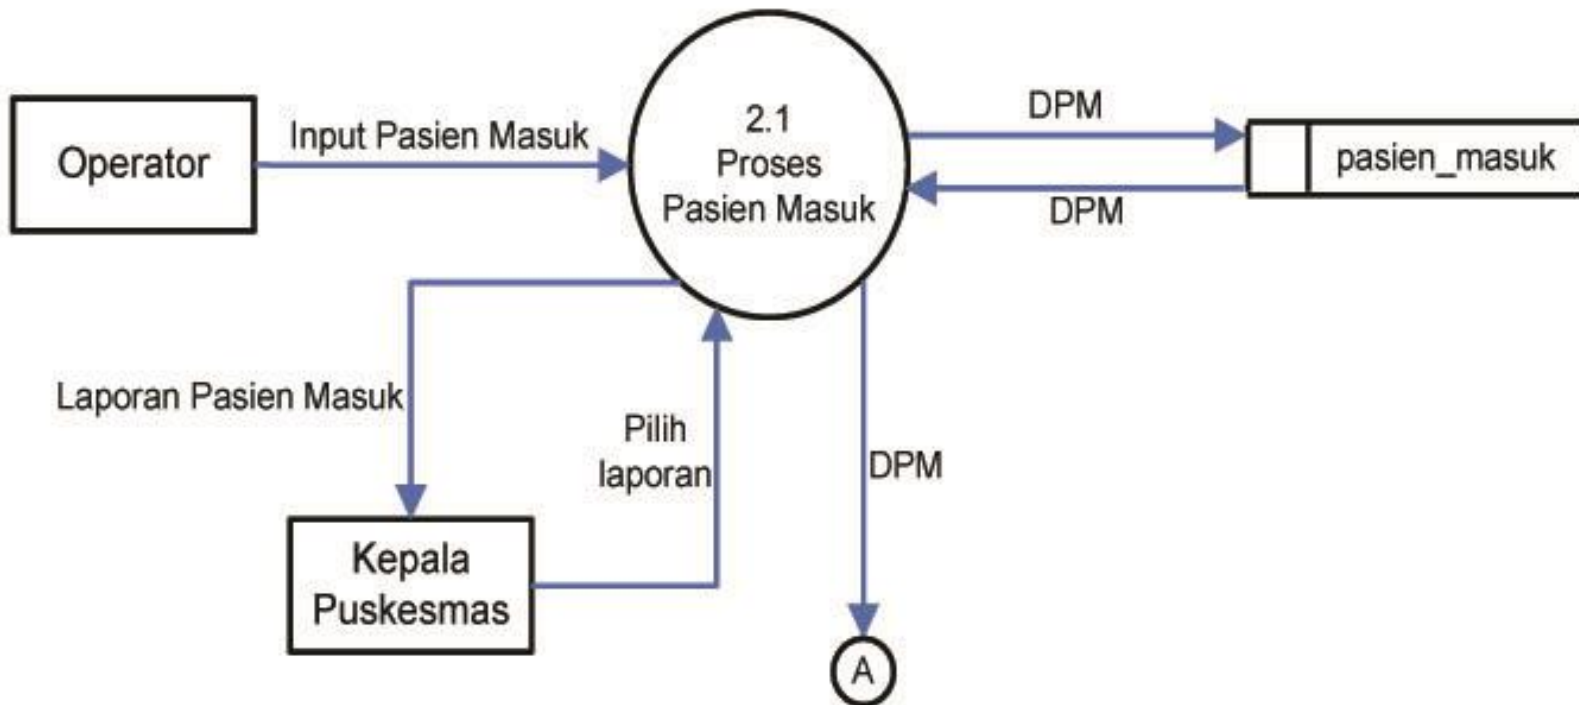 Operator
Input Pasien Masuk
2.1
Proses
Pasien Masuk
DPM
DPM
pasien_masuk
Laporan Pasien Masuk
Pilih
laporan
DPM
Kepala
Puskesmas
A